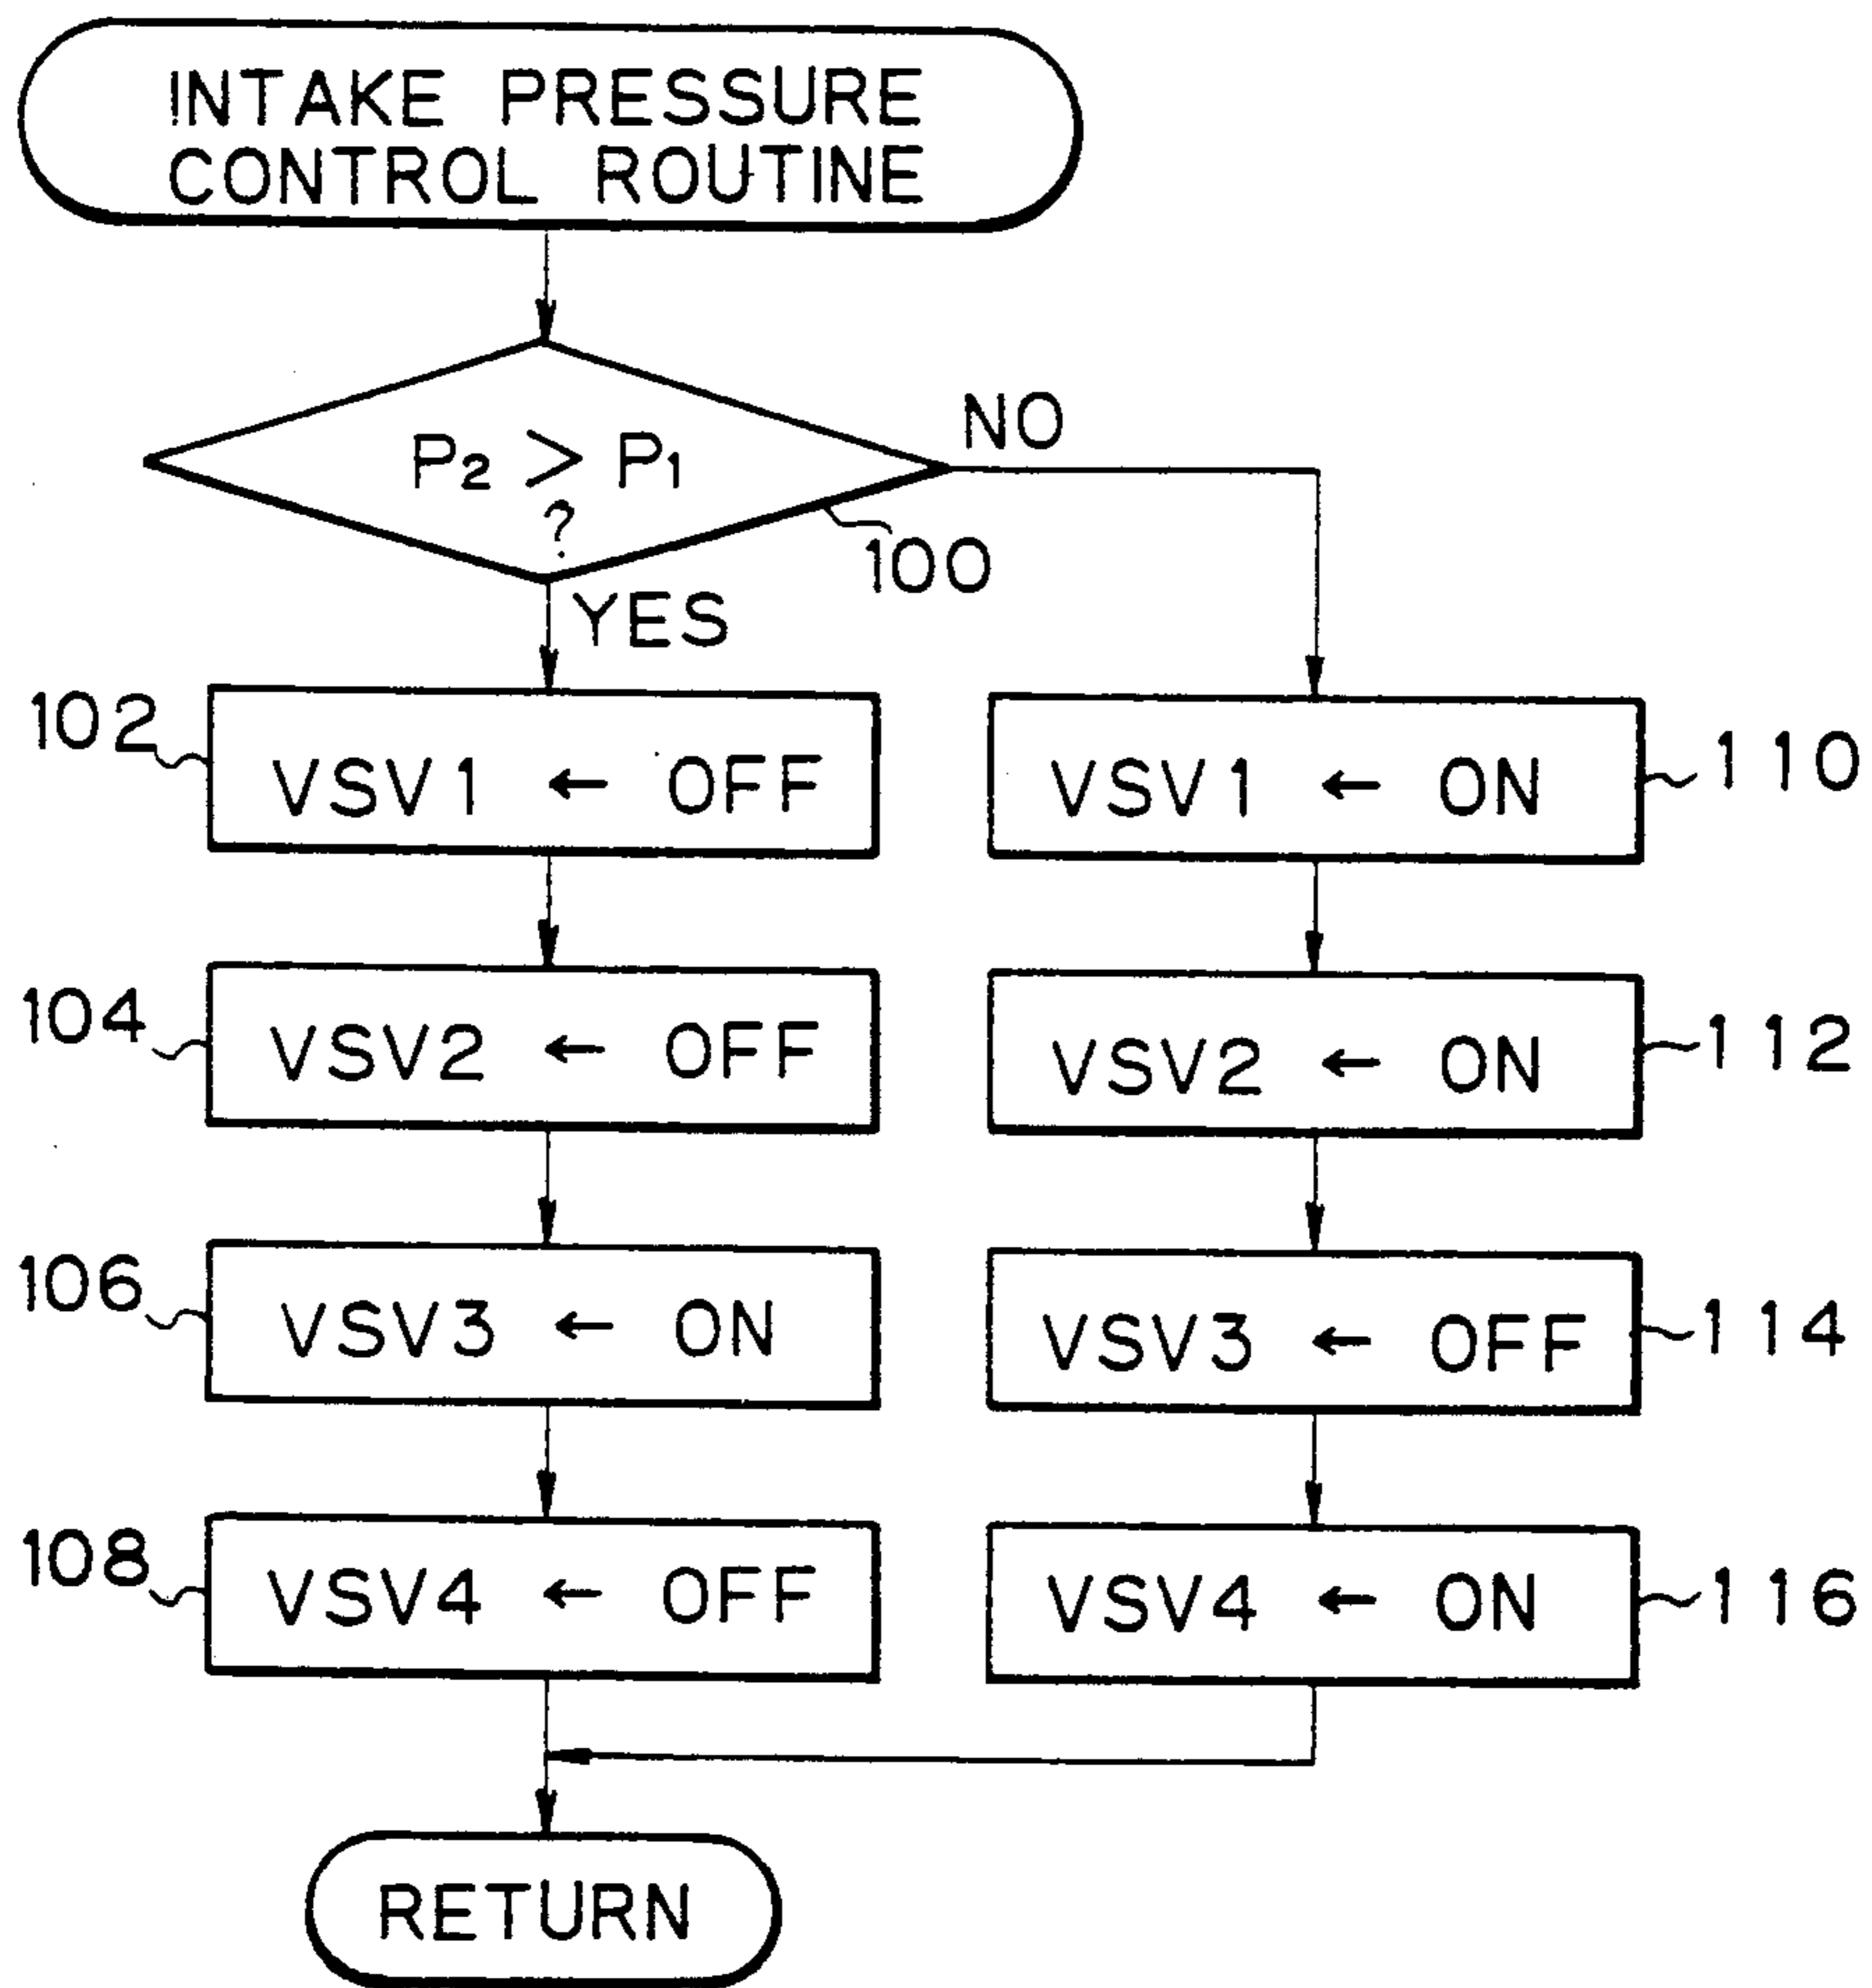 INTAKE PRESSURE
CONTROL ROUTINE
P₂ > P₁
?
NO
100
YES
102
VSV1 ← OFF
VSV1 ← ON
110
104
VSV2 ← OFF
VSV2 ← ON
112
106
VSV3 ← ON
VSV3 ← OFF
114
108
VSV4 ← OFF
VSV4 ← ON
116
RETURN